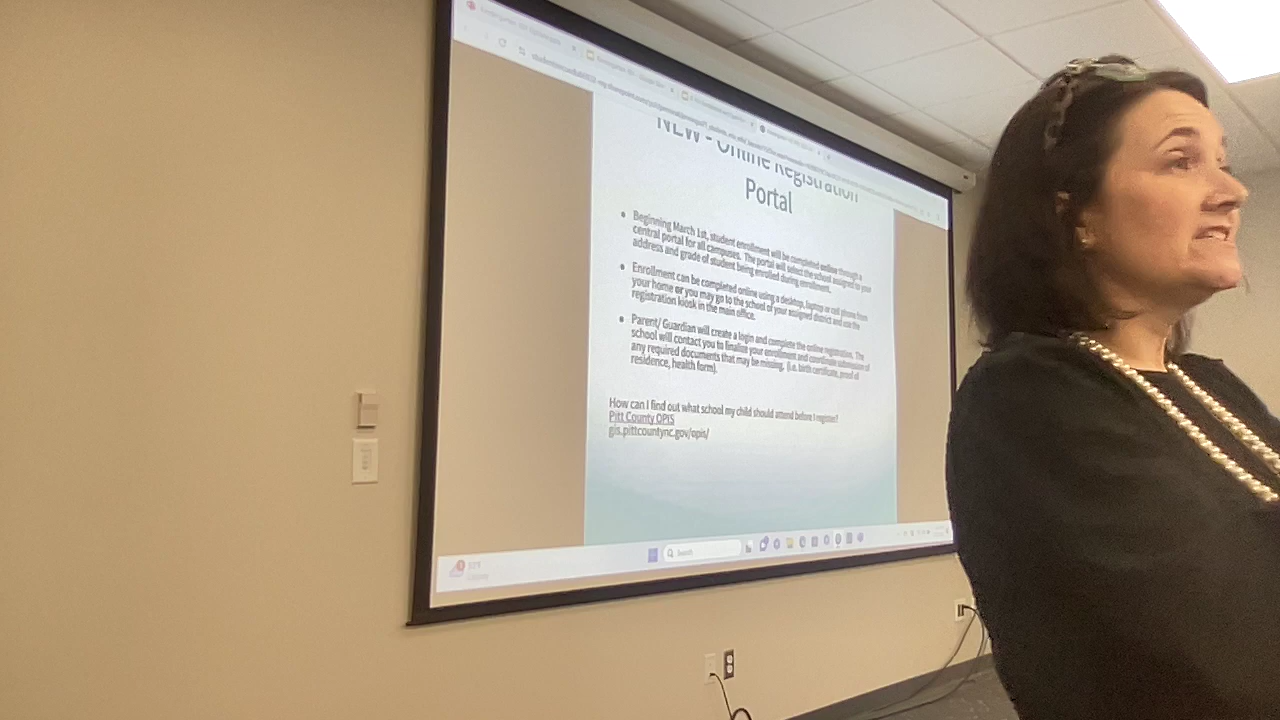 NEW - Online Registration
Portal
Beginning March 1st, student enrollment will be completed online through a
central portal for all campuses. The portal will select the school assigned to your
address and grade of student being enrolled during enrollment.
Enrollment can be completed online using a desktop, laptop or cell phone from
your home or you may go to the school of your assigned district and use the
registration kiosk in the main office.
Parent/ Guardian will create a login and complete the online registration. The
school will contact you to finalize your enrollment and coordinate submission of
any required documents that may be missing. (i.e. birth certificate, proof of
residence, health form).
How can I find out what school my child should attend before I register?
Pitt County OPIS
gis.pittcountync.gov/opis/
Search